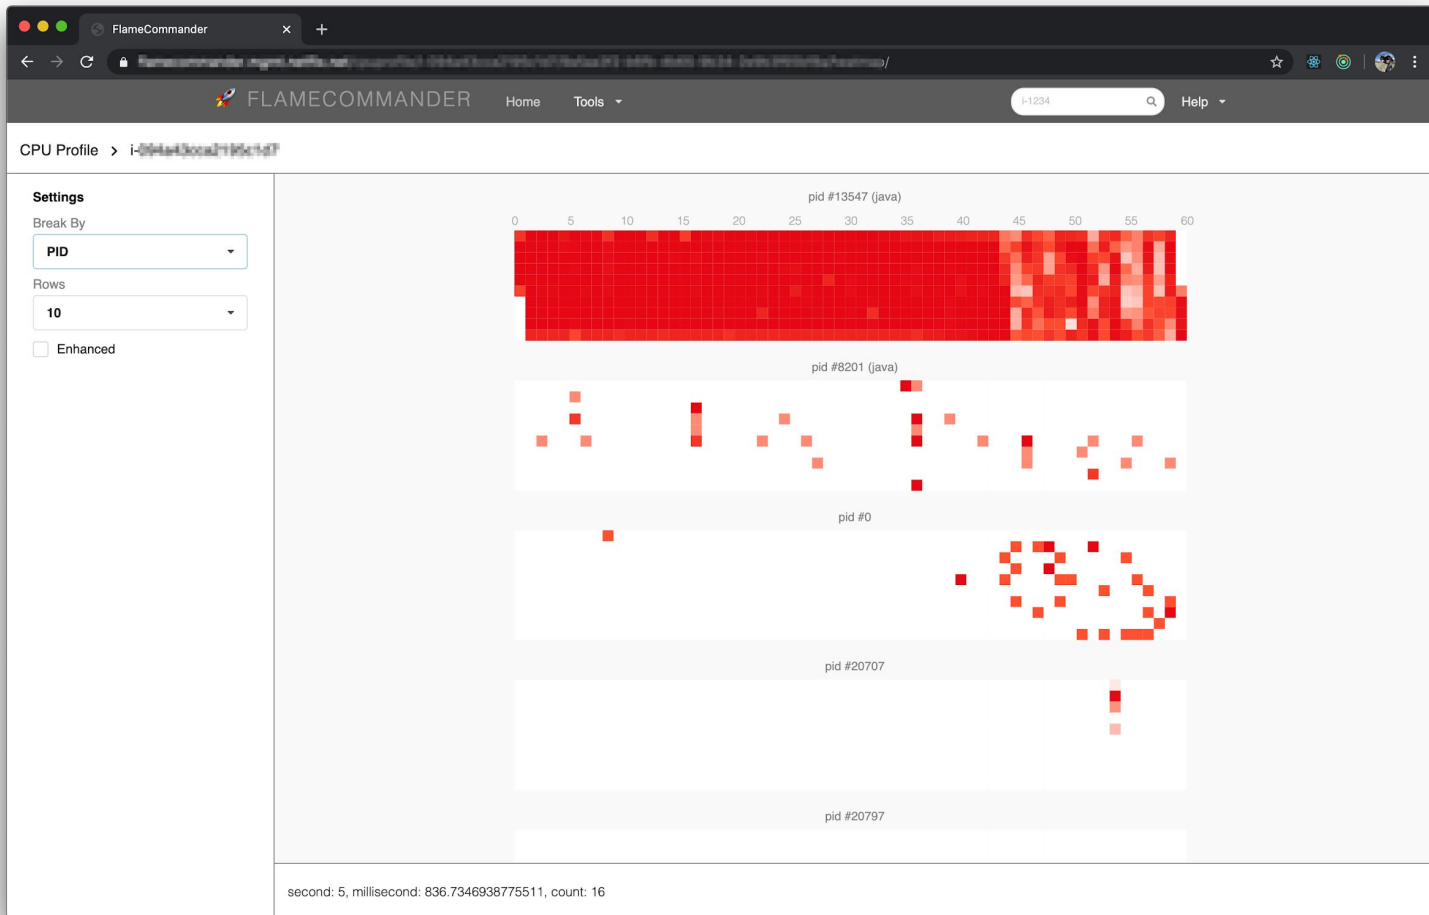 FlameCommander
FLAMECOMMANDER
Home
Tools
i-1234
Help
CPU Profile
i-
Settings
Break By
PID
Rows
10
Enhanced
pid #13547 (java)
0 5 10 15 20 25 30 35 40 45 50 55 60
pid #8201 (java)
pid #0
pid #20707
pid #20797
second: 5, millisecond: 836.7346938775511, count: 16